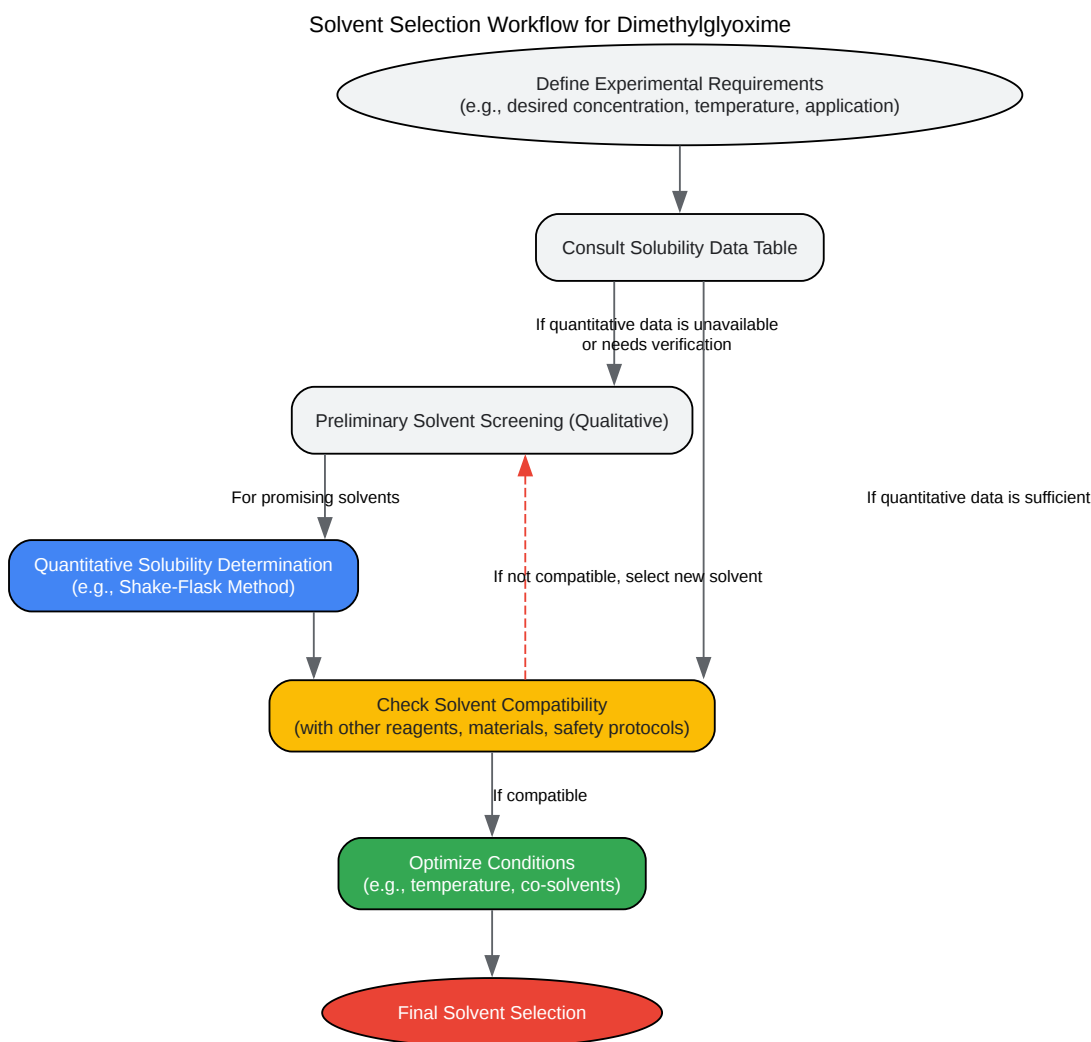 Solvent Selection Workflow for Dimethylglyoxime
Define Experimental Requirements
(e.g., desired concentration, temperature, application)
Consult Solubility Data Table
If quantitative data is unavailable
or needs verification
Preliminary Solvent Screening (Qualitative)
For promising solvents
If quantitative data is sufficient
Quantitative Solubility Determination
(e.g., Shake-Flask Method)
If not compatible, select new solvent
Check Solvent Compatibility
(with other reagents, materials, safety protocols)
If compatible
Optimize Conditions
(e.g., temperature, co-solvents)
Final Solvent Selection